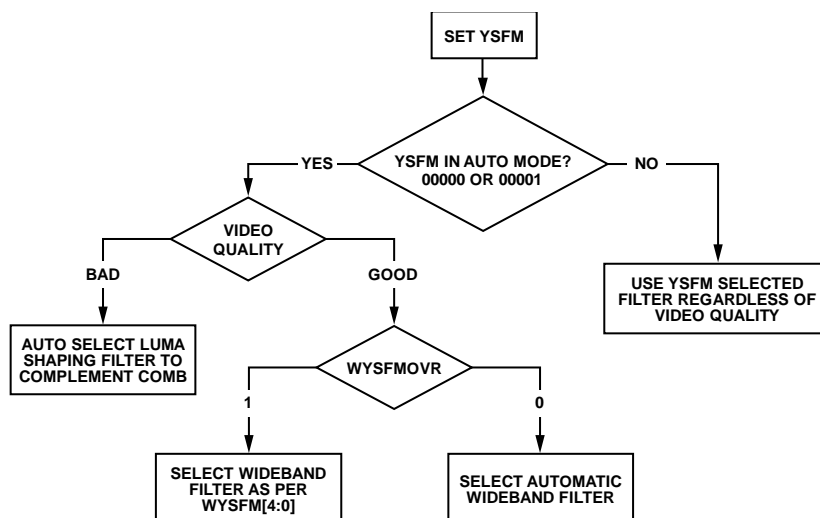 SET YSFM
YSFM IN AUTO MODE?
00000 OR 00001
YES
NO
VIDEO
QUALITY
BAD
GOOD
USE YSFM SELECTED
FILTER REGARDLESS OF
VIDEO QUALITY
AUTO SELECT LUMA
SHAPING FILTER TO
COMPLEMENT COMB
WYSFMOVR
1
0
SELECT WIDEBAND
FILTER AS PER
WYSFM[4:0]
SELECT AUTOMATIC
WIDEBAND FILTER